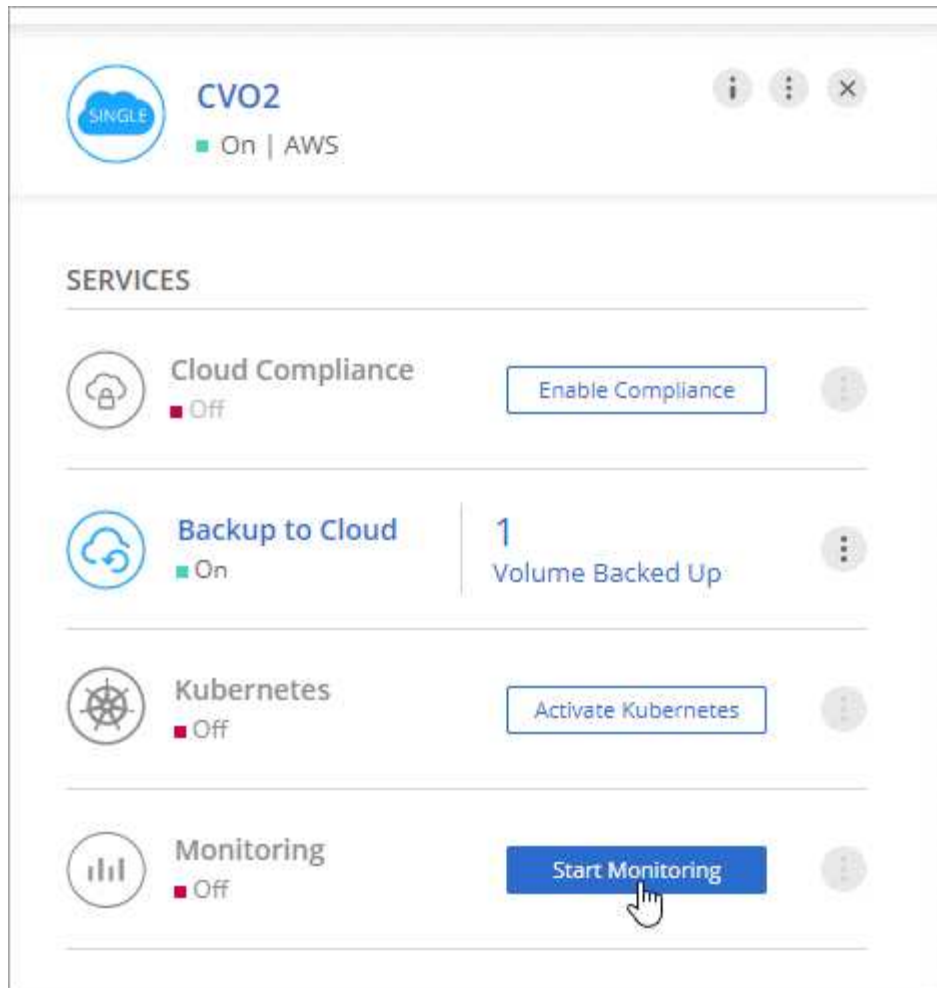 SINGLE
CVO2
On | AWS
SERVICES
Cloud Compliance
Off
Enable Compliance
Backup to Cloud
On
1
Volume Backed Up
Kubernetes
Off
Activate Kubernetes
Monitoring
Off
Start Monitoring